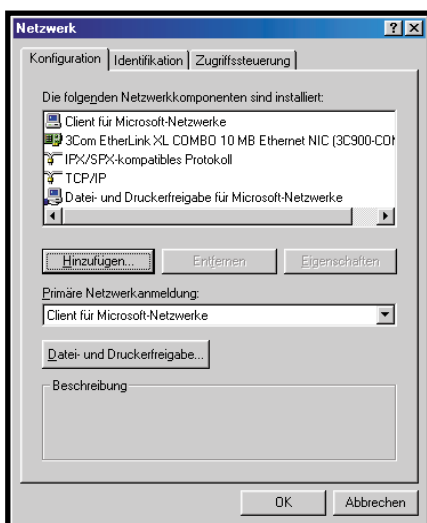 Netzwerk
Konfiguration Identifikation Zugriffssteuerung
Die folgenden Netzwerkkomponenten sind installiert:
Client für Microsoft-Netzwerke
3Com EtherLink XL COMBO 10 MB Ethernet NIC (3C900-COM
IPX/SPX-kompatibles Protokoll
TCP/IP
Datei- und Druckerfreigabe für Microsoft-Netzwerke
Hinzufügen... Entfernen Eigenschaften
Primäre Netzwerkanmeldung:
Client für Microsoft-Netzwerke
Datei- und Druckerfreigabe...
Beschreibung
OK Abbrechen